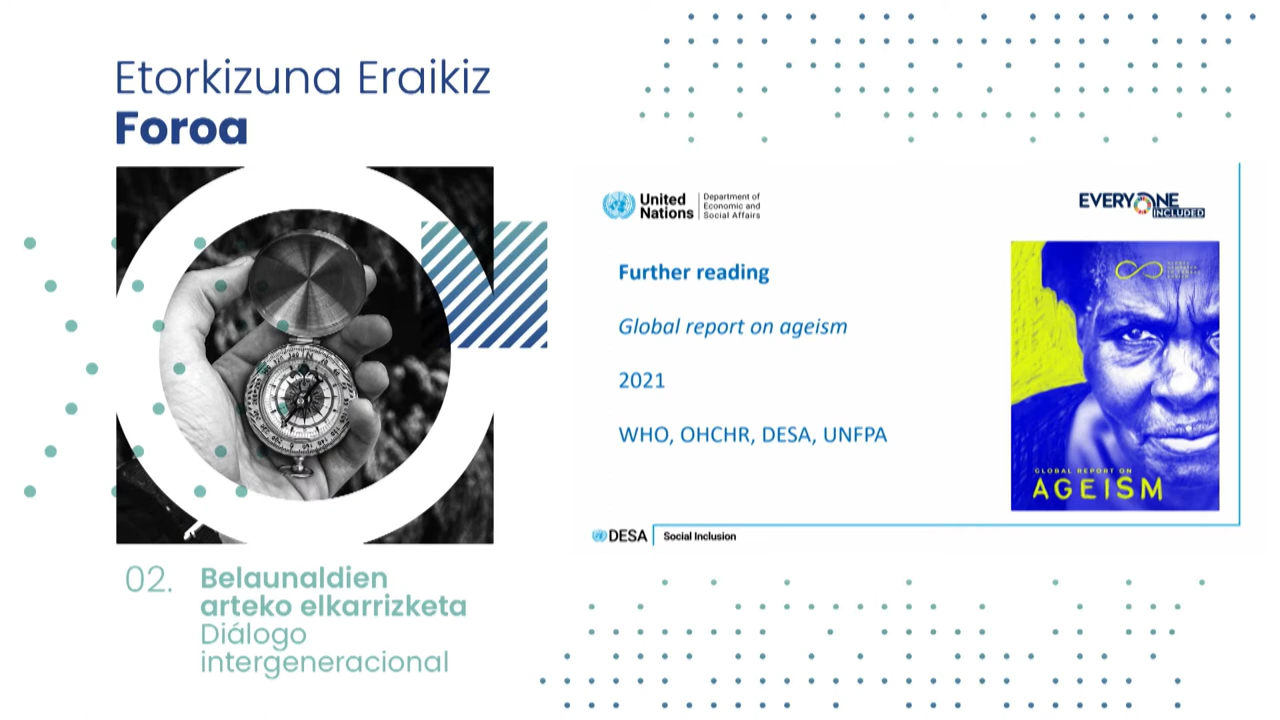 Etorkizuna Eraikiz
Foroa
02.
Belaunaldien
arteko elkarrizketa
Diálogo
intergeneracional
United
Nations
Department of
Economic and
Social Affairs
EVERYONE
INCLUDED
Further reading
Global report on ageism
2021
WHO, OHCHR, DESA, UNFPA
GLOBAL REPORT ON
AGEISM
DESA
Social Inclusion